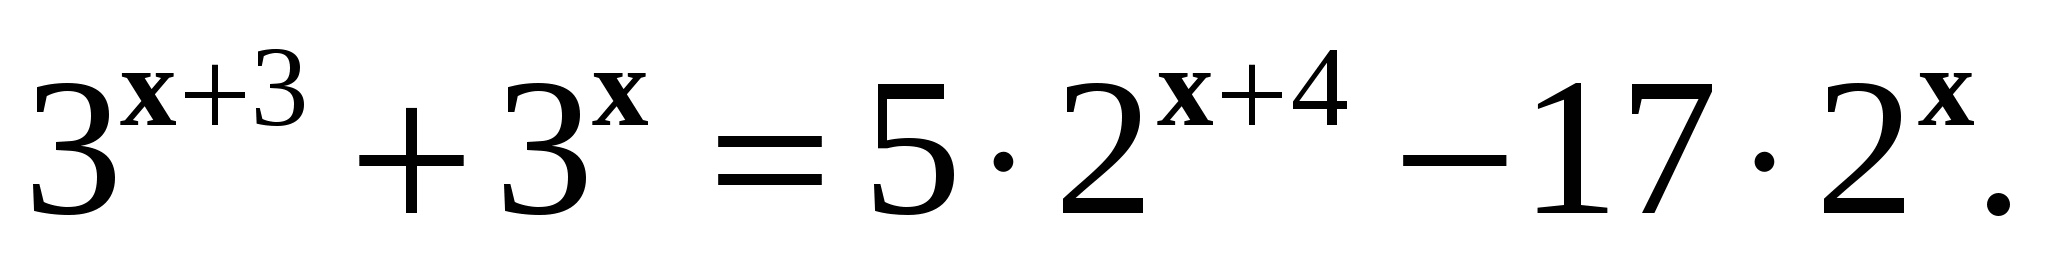 3^{x+3} + 3^x = 5 · 2^{x+4} − 17 · 2^x .